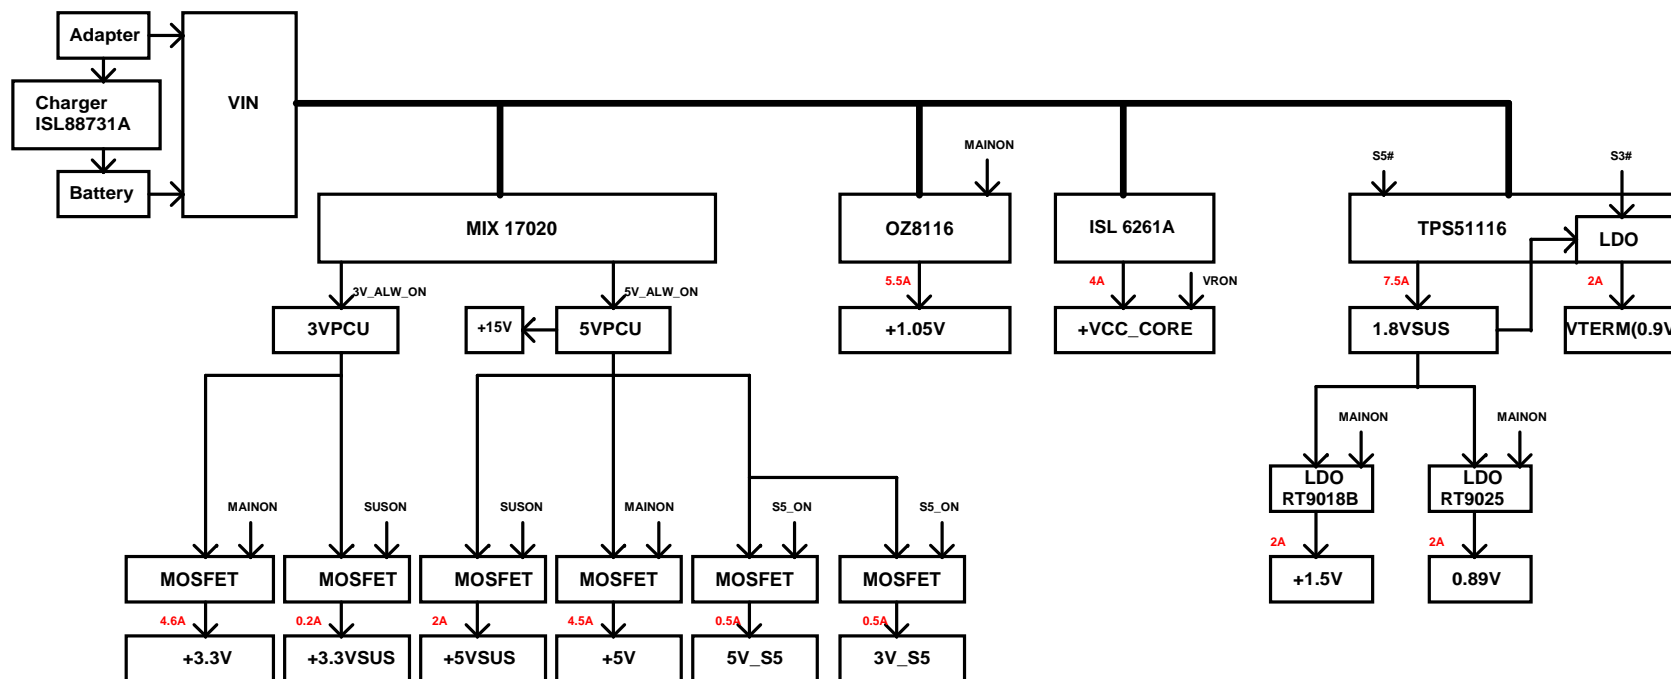 Adapter
Charger
ISL88731A
Battery
VIN
MAINON
S5#
S3#
MIX 17020
OZ8116
ISL 6261A
TPS51116
LDO
3V_ALW_ON
5V_ALW_ON
5.5A
4A
VRON
7.5A
2A
3VPCU
+15V
5VPCU
+1.05V
+VCC_CORE
1.8VSUS
VTERM(0.9V
MAINON
MAINON
LDO
RT9018B
LDO
RT9025
MAINON
SUSON
SUSON
MAINON
S5_ON
S5_ON
2A
2A
MOSFET
MOSFET
MOSFET
MOSFET
MOSFET
MOSFET
+1.5V
0.89V
4.6A
0.2A
2A
4.5A
0.5A
0.5A
+3.3V
+3.3VSUS
+5VSUS
+5V
5V_S5
3V_S5